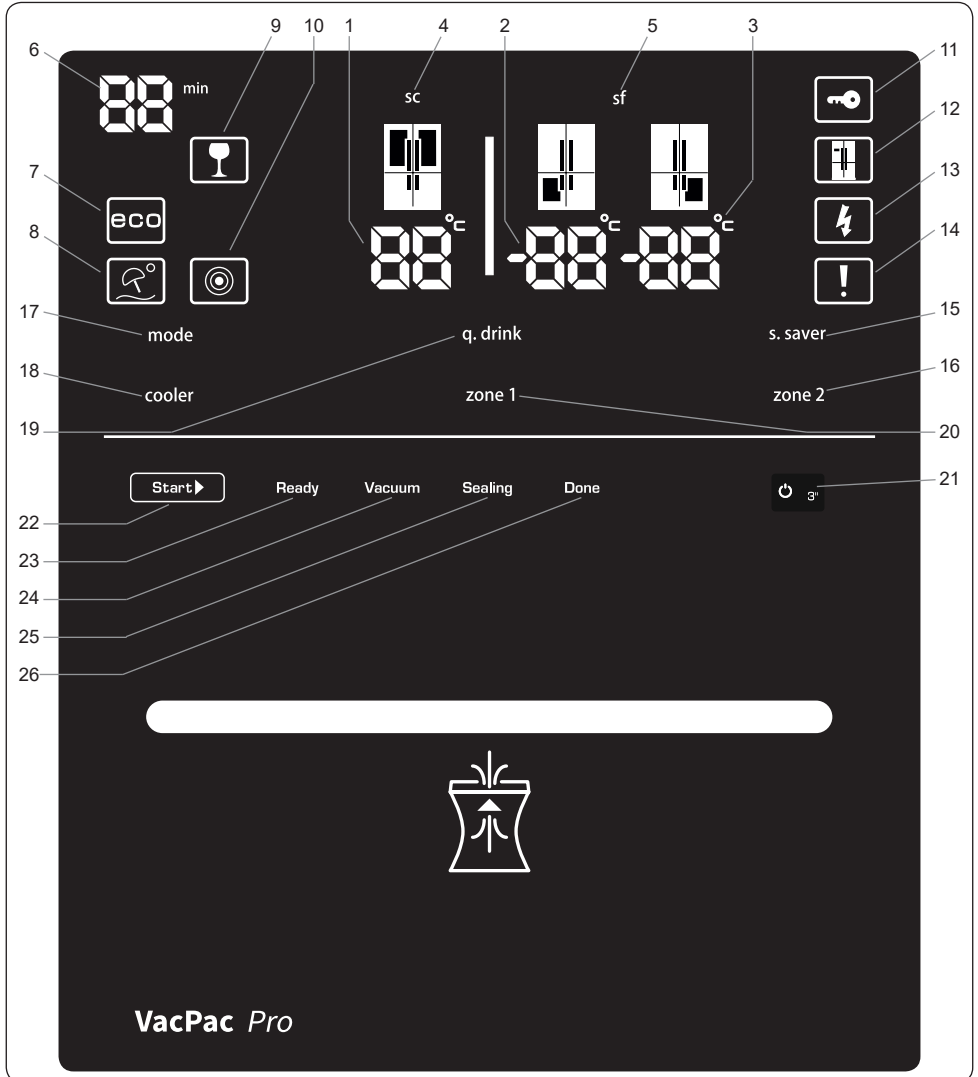 9 10 1 4 2 5 3
6 11
88 min
sc sf
12
7 13
eco
°c °c °c
8 88 -88 -88 14
!
17 15
mode q. drink s. saver
18 16
cooler zone 1 zone 2
19 20
Start Ready Vacuum Sealing Done 3" 21
22
23
24
25
26
VacPac Pro